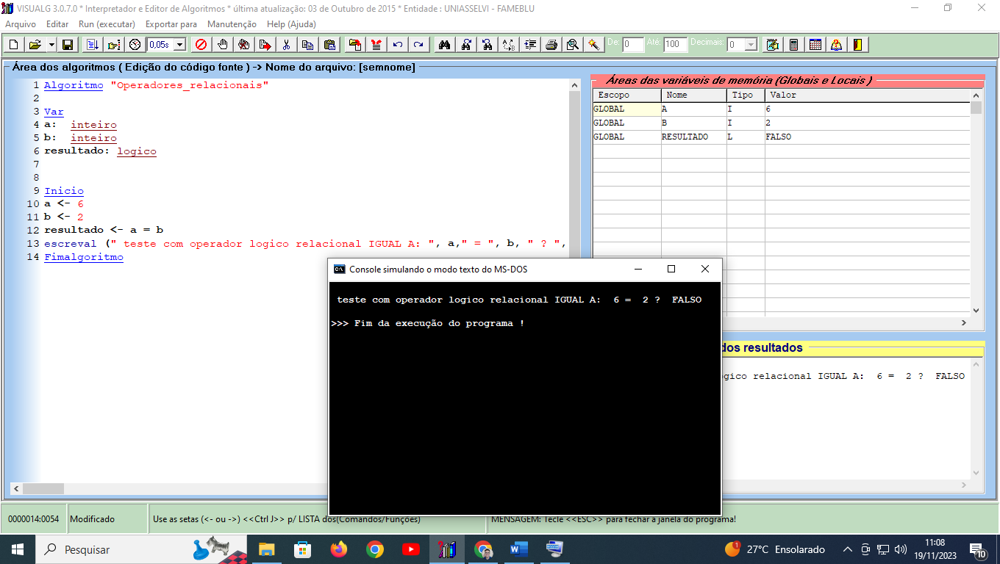 VISUALG 3.0.7.0 * Interpretador e Editor de Algoritmos * última atualização: 03 de Outubro de 2015 * Entidade : UNIASSELVI - FAMEBLU
Arquivo Editar Run (executar) Exportar para Manutenção Help (Ajuda)
0,05s De: 0 Até: 100 Decimais: 0
Área dos algoritmos ( Edição do código fonte ) -> Nome do arquivo: [semnome]
1 Algoritmo "Operadores_relacionais"
2
3 Var
4 a: inteiro
5 b: inteiro
6 resultado: logico
7
8
9 Inicio
10 a <- 6
11 b <- 2
12 resultado <- a = b
13 escreval (" teste com operador logico relacional IGUAL A: ", a," = ", b, " ? ",
14 Fimalgoritmo
Áreas das variáveis de memória (Globais e Locais )
Escopo Nome Tipo Valor
GLOBAL A I 6
GLOBAL B I 2
GLOBAL RESULTADO L FALSO
Console simulando o modo texto do MS-DOS
teste com operador logico relacional IGUAL A: 6 = 2 ? FALSO
>>> Fim da execução do programa !
dos resultados
gico relacional IGUAL A: 6 = 2 ? FALSO
0000014:0054 Modificado Use as setas (<- ou ->) <<Ctrl J>> p/ LISTA dos(Comandos/Funções) MENSAGEM: Tecle <<ESC>> para fechar a janela do programa!
Pesquisar
1 27°C Ensolarado
11:08
19/11/2023
10